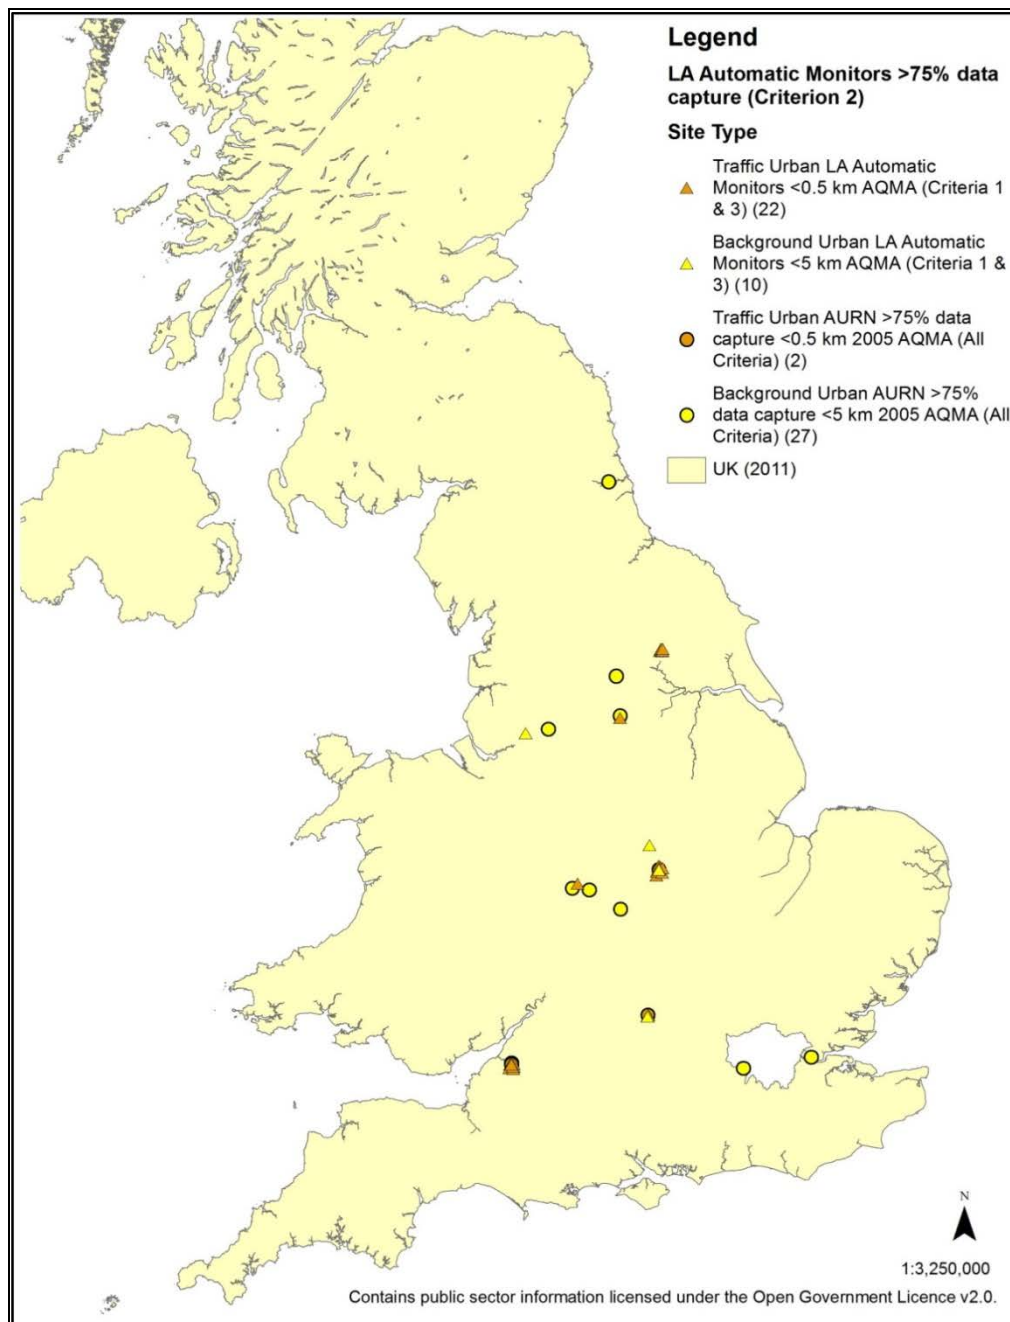 Legend
LA Automatic Monitors >75% data
capture (Criterion 2)
Site Type
Traffic Urban LA Automatic
Monitors <0.5 km AQMA (Criteria 1
& 3) (22)
Background Urban LA Automatic
Monitors <5 km AQMA (Criteria 1 &
3) (10)
Traffic Urban AURN >75% data
capture <0.5 km 2005 AQMA (All
Criteria) (2)
Background Urban AURN >75%
data capture <5 km 2005 AQMA (All
Criteria) (27)
UK (2011)
N
1:3,250,000
Contains public sector information licensed under the Open Government Licence v2.0.